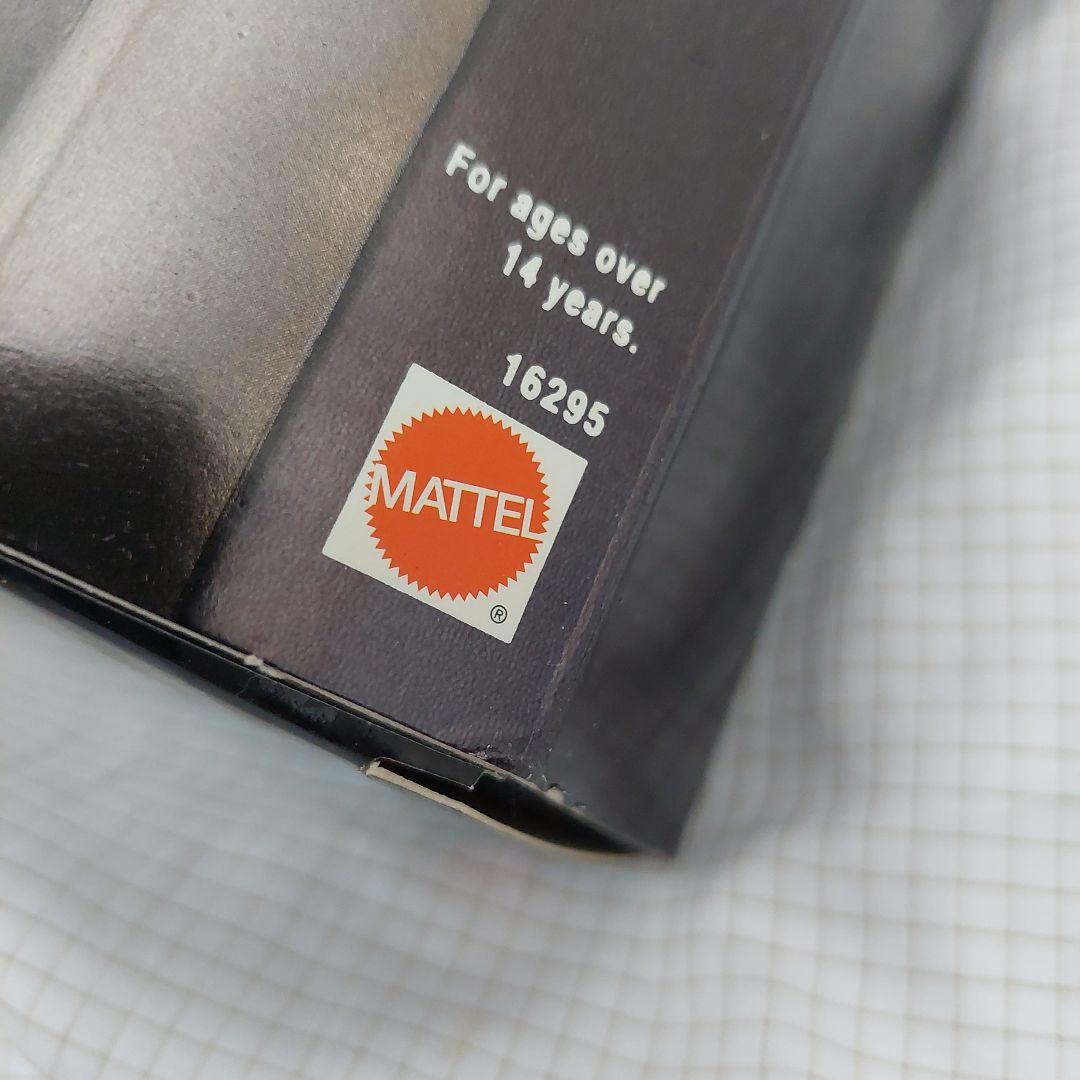 For ages over
14 years.
16295
MATTEL
®